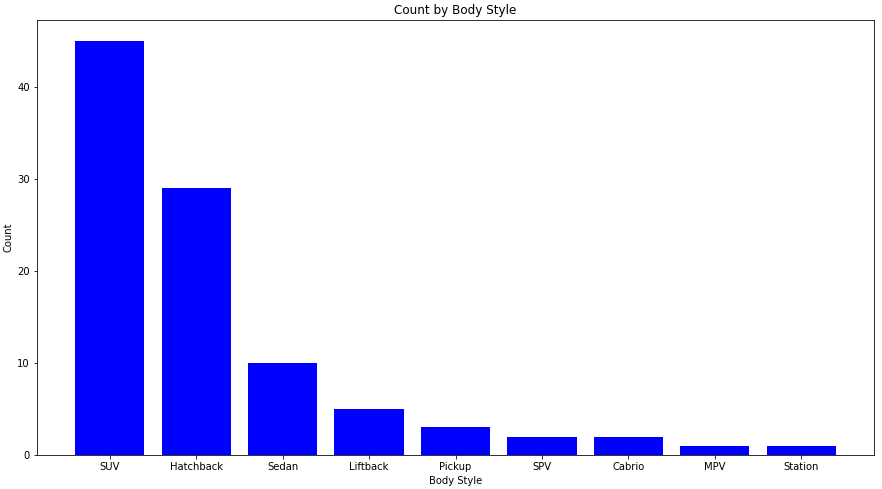 Count by Body Style
Count
40
30
20
10
0
SUV Hatchback Sedan Liftback Pickup SPV Cabrio MPV Station
Body Style